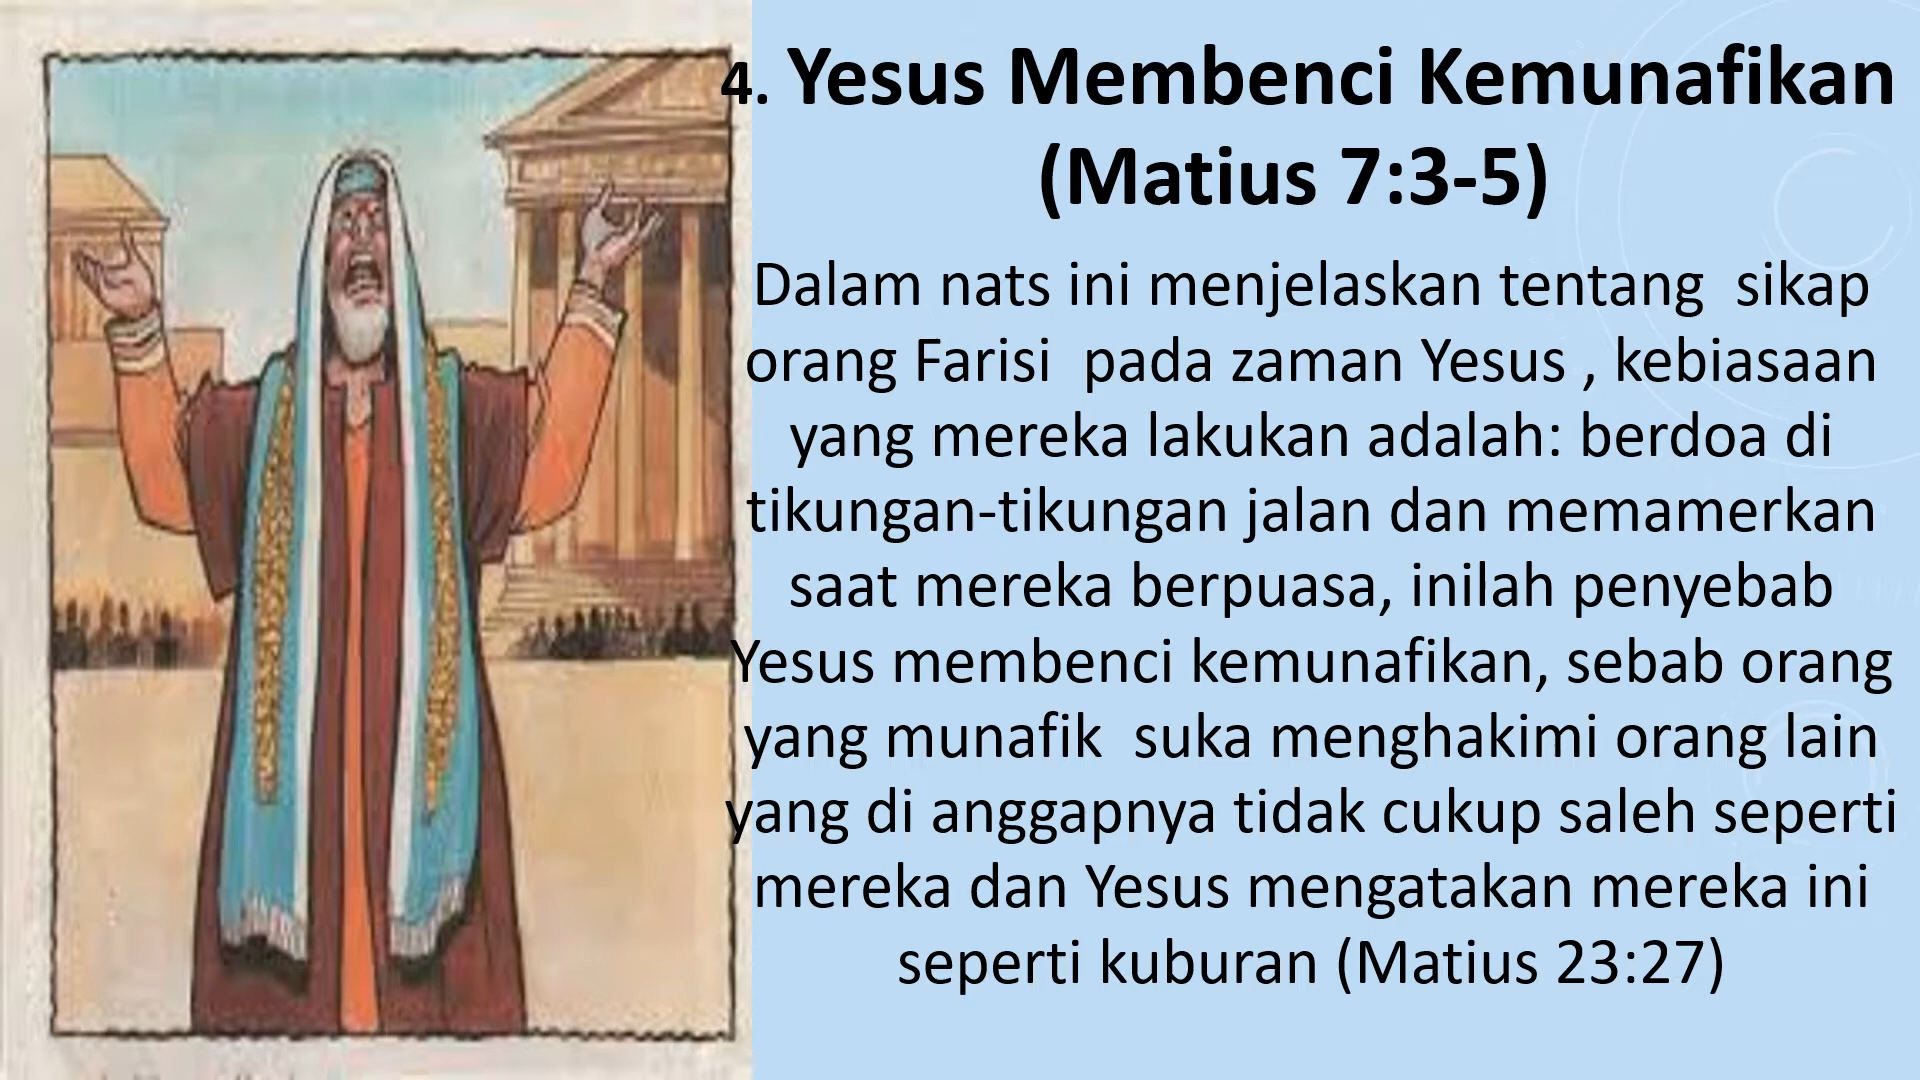 4. Yesus Membenci Kemunafikan
(Matius 7:3-5)
Dalam nats ini menjelaskan tentang  sikap
orang Farisi  pada zaman Yesus , kebiasaan
yang mereka lakukan adalah: berdoa di
tikungan-tikungan jalan dan memamerkan
saat mereka berpuasa, inilah penyebab
Yesus membenci kemunafikan, sebab orang
yang munafik  suka menghakimi orang lain
yang di anggapnya tidak cukup saleh seperti
mereka dan Yesus mengatakan mereka ini
seperti kuburan (Matius 23:27)